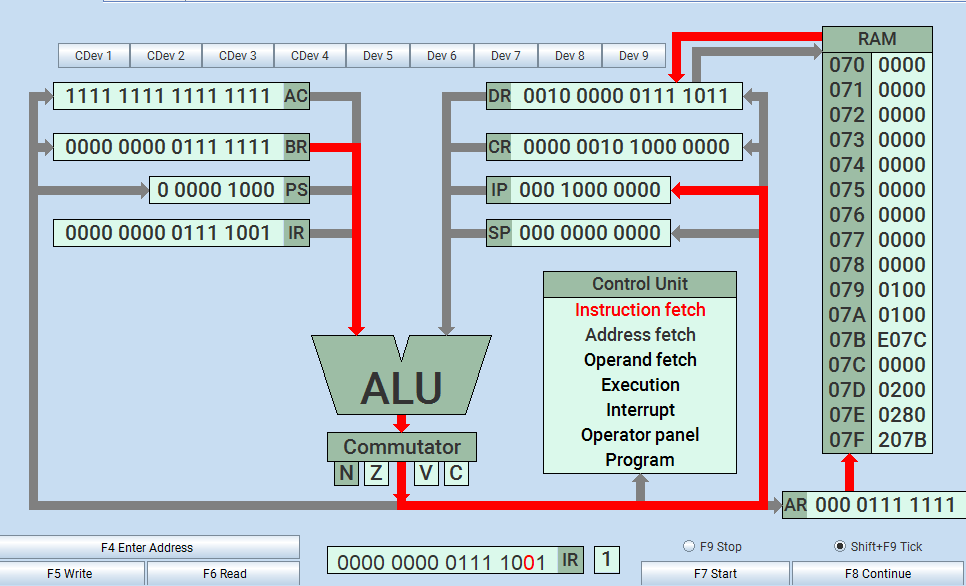 CDev 1 CDev 2 CDev 3 CDev 4 Dev 5 Dev 6 Dev 7 Dev 8 Dev 9
1111 1111 1111 1111 AC
0000 0000 0111 1111 BR
0 0000 1000 PS
0000 0000 0111 1001 IR
DR 0010 0000 0111 1011
CR 0000 0010 1000 0000
IP 000 1000 0000
SP 000 0000 0000
RAM
070 0000
071 0000
072 0000
073 0000
074 0000
075 0000
076 0000
077 0000
078 0000
079 0100
07A 0100
07B E07C
07C 0000
07D 0200
07E 0280
07F 207B
Control Unit
Instruction fetch
Address fetch
Operand fetch
Execution
Interrupt
Operator panel
Program
ALU
Commutator
N Z V C
AR 000 0111 1111
F4 Enter Address
F5 Write F6 Read
0000 0000 0111 1001 IR 1
F9 Stop Shift+F9 Tick
F7 Start F8 Continue